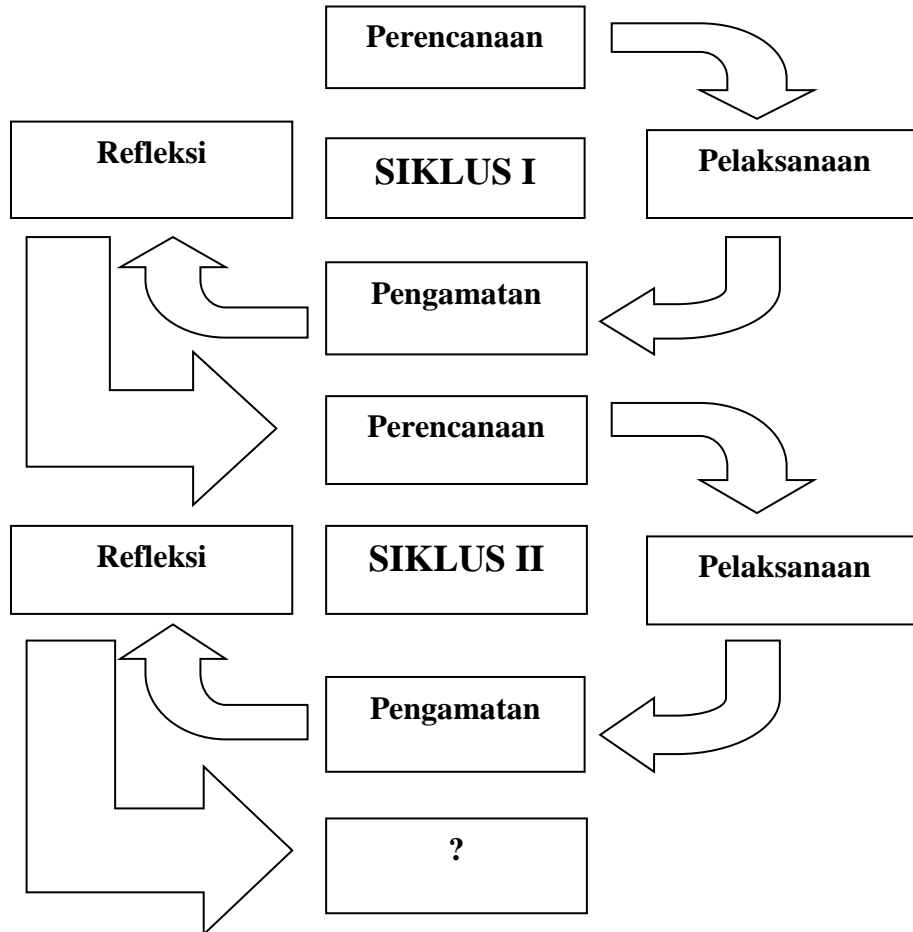 Perencanaan
Refleksi
SIKLUS I
Pelaksanaan
Pengamatan
Perencanaan
Refleksi
SIKLUS II
Pelaksanaan
Pengamatan
?